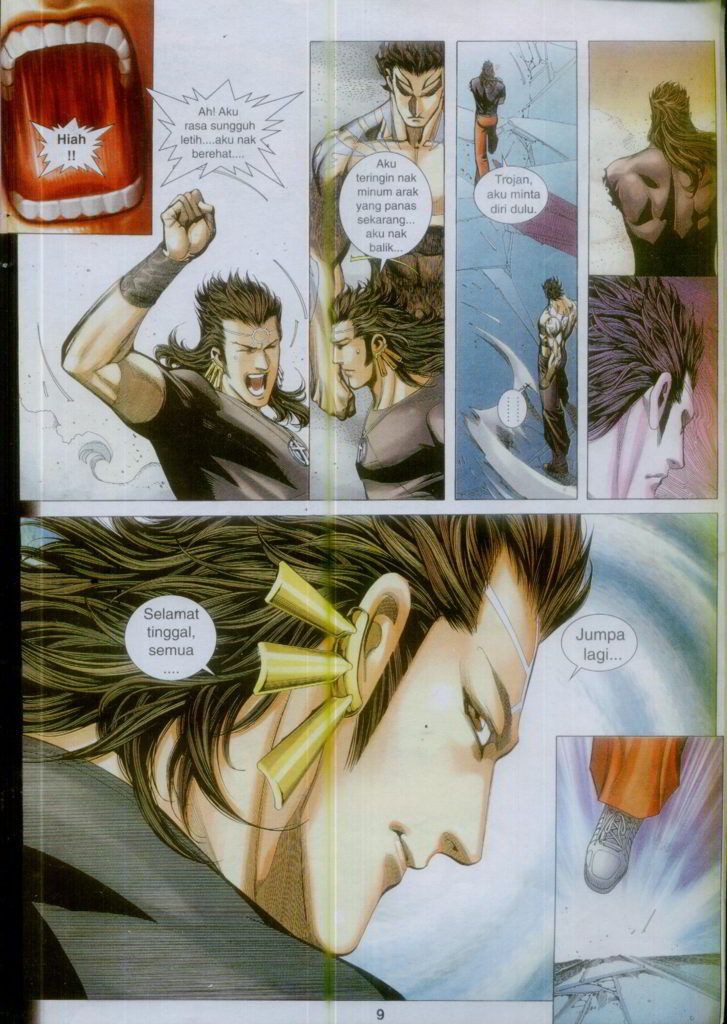 Hiah
!!
Ah! Aku
rasa sungguh
letih....aku nak
berehat....
Aku
teringin nak
minum arak
yang panas
sekarang...
aku nak
balik...
Trojan,
aku minta
diri dulu.
......
Selamat
tinggal,
semua
....
Jumpa
lagi...
9